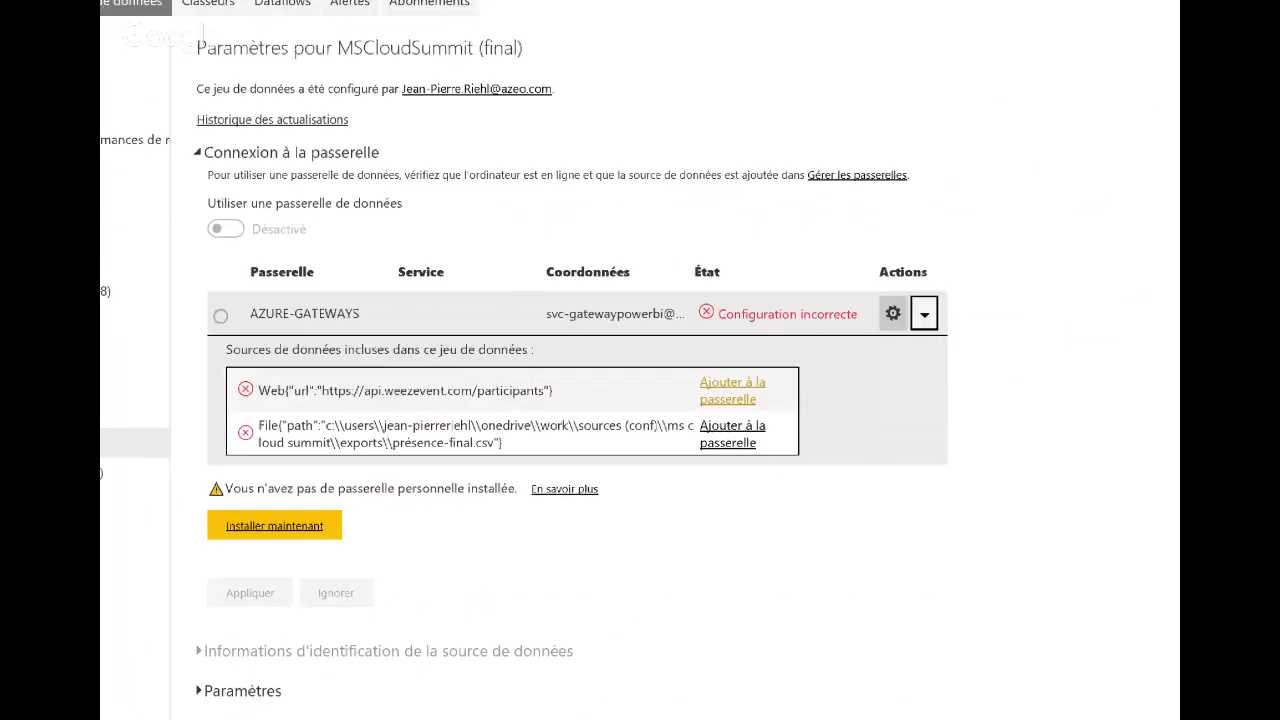 de données Classeurs Dataflows Alertes Abonnements
Google
Paramètres pour MSCloudSummit (final)
Ce jeu de données a été configuré par Jean-Pierre.Riehl@azeo.com.
Historique des actualisations
mances de r
Connexion à la passerelle
Pour utiliser une passerelle de données, vérifiez que l'ordinateur est en ligne et que la source de données est ajoutée dans Gérer les passerelles.
Utiliser une passerelle de données
Désactivé
Passerelle Service Coordonnées État Actions
8)
AZURE-GATEWAYS svc-gatewaypowerbi@... Configuration incorrecte
Sources de données incluses dans ce jeu de données :
Web{"url":"https://api.weezevent.com/participants"} Ajouter à la
passerelle
File{"path":"c:\\users\\jean-pierreriehl\\onedrive\\work\\sources (conf)\\ms c Ajouter à la
loud summit\\exports\\présence-final.csv"} passerelle
)
Vous n'avez pas de passerelle personnelle installée. En savoir plus
Installer maintenant
Appliquer Ignorer
Informations d'identification de la source de données
Paramètres